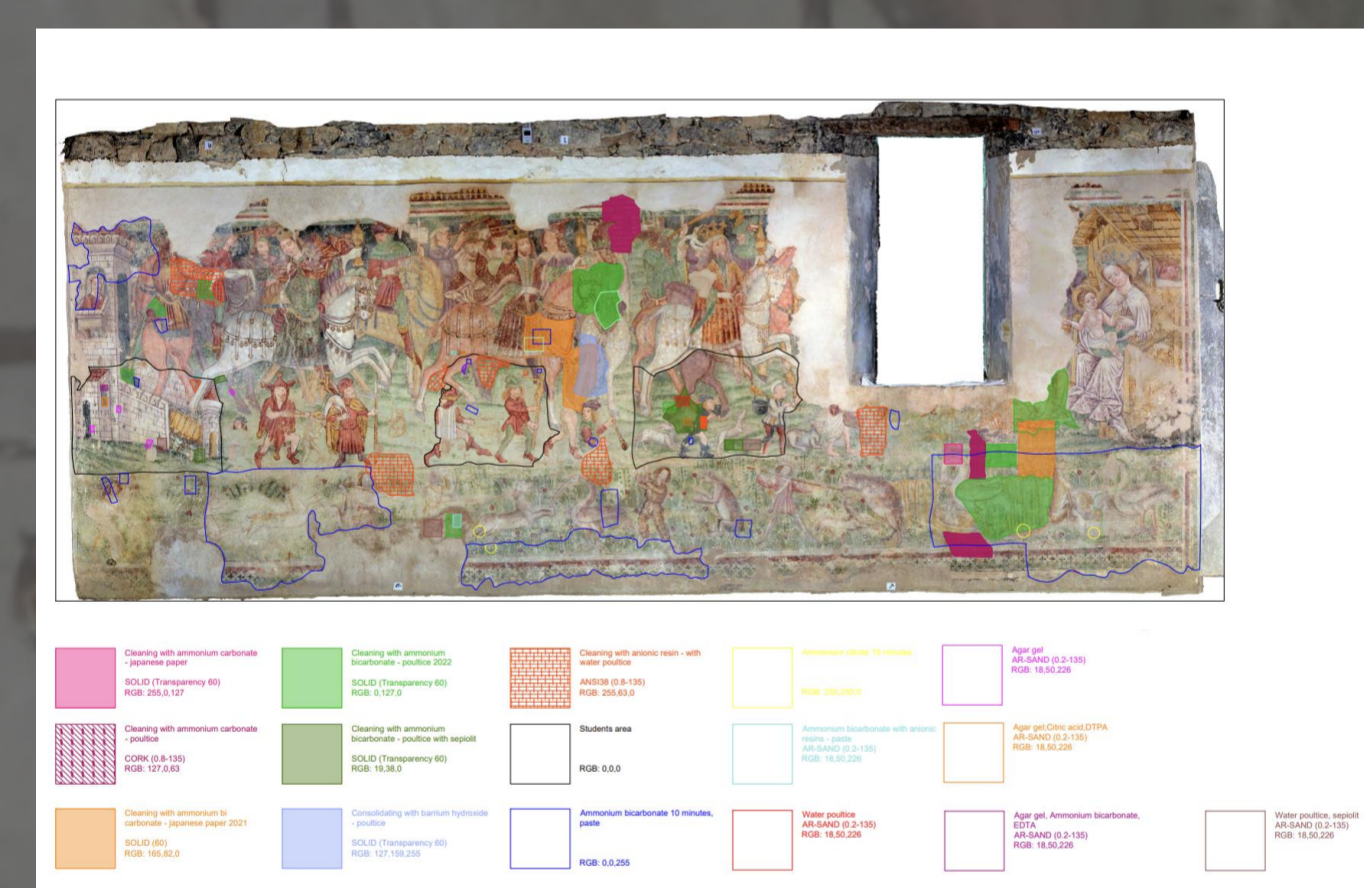 Cleaning with ammonium carbonate
- japanese paper
SOLID (Transparency 60)
RGB: 255,0,127
Cleaning with ammonium
bicarbonate - poultice 2022
SOLID (Transparency 60)
RGB: 0,127,0
Cleaning with anionic resin - with
water poultice
ANSI38 (0.8-135)
RGB: 255,63,0
10 minutes,
Agar gel
AR-SAND (0.2-135)
RGB: 18,50,226
Cleaning with ammonium carbonate
- poultice
CORK (0.8-135)
RGB: 127,0,63
Cleaning with ammonium
bicarbonate - poultice with sepiolit
SOLID (Transparency 60)
RGB: 19,38,0
Students area
RGB: 0,0,0
Ammonium bicarbonate with anionic
resins - paste
AR-SAND (0.2-135)
RGB: 18,50,226
Agar gel;Citric acid,DTPA
AR-SAND (0.2-135)
RGB: 18,50,226
Cleaning with ammonium bi
carbonate - japanese paper 2021
SOLID (60)
RGB: 165,82,0
Consolidating with barrium hydroxide
- poultice
SOLID (Transparency 60)
RGB: 127,159,255
Ammonium bicarbonate 10 minutes,
paste
RGB: 0,0,255
Water poultice
AR-SAND (0.2-135)
RGB: 18,50,226
Agar gel, Ammonium bicarbonate,
EDTA
AR-SAND (0.2-135)
RGB: 18,50,226
Water poultice, sepiolit
AR-SAND (0.2-135)
RGB: 18,50,226